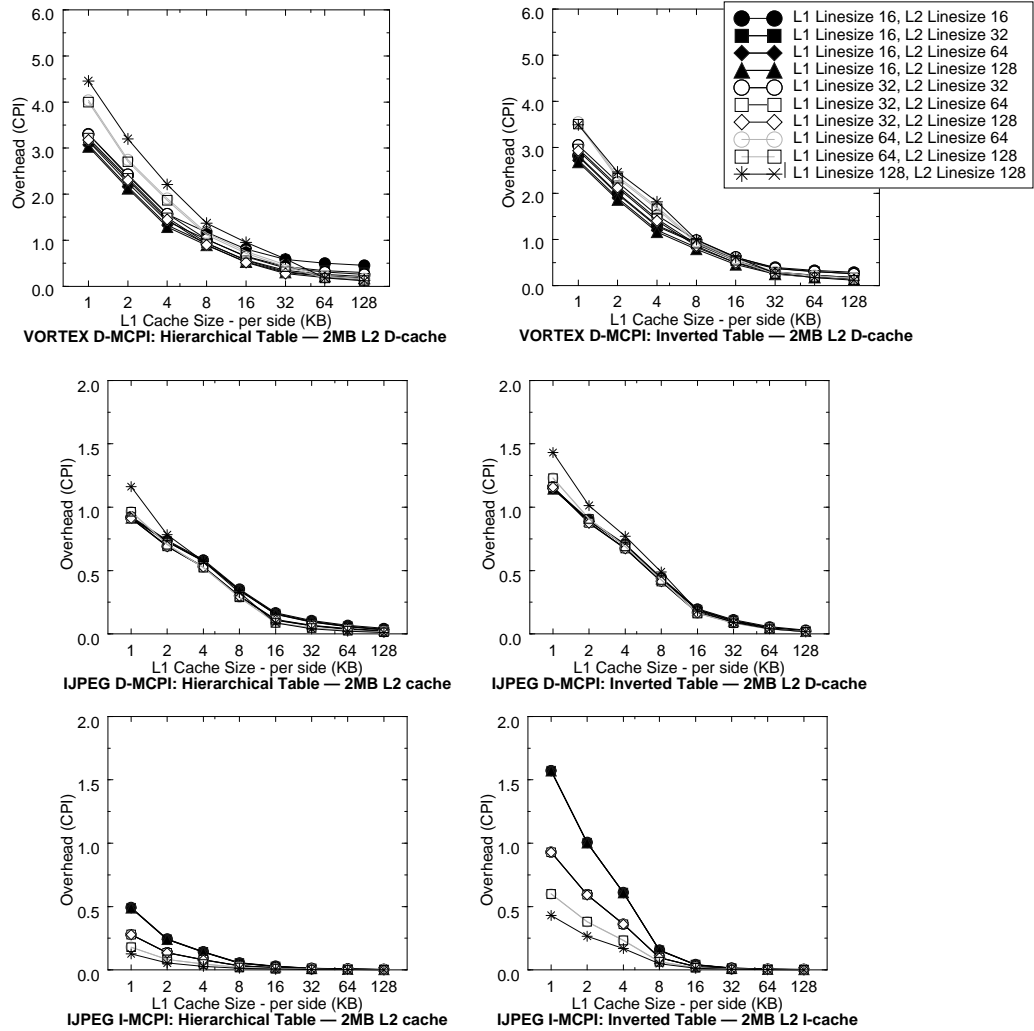 6.0
5.0
4.0
3.0
2.0
1.0
0.0
Overhead (CPI)
1 2 4 8 16 32 64 128
L1 Cache Size - per side (KB)
VORTEX D-MCPI: Hierarchical Table — 2MB L2 D-cache
6.0
5.0
4.0
3.0
2.0
1.0
0.0
Overhead (CPI)
1 2 4 8 16 32 64 128
L1 Cache Size - per side (KB)
VORTEX D-MCPI: Inverted Table — 2MB L2 D-cache
L1 Linesize 16, L2 Linesize 16
L1 Linesize 16, L2 Linesize 32
L1 Linesize 16, L2 Linesize 64
L1 Linesize 16, L2 Linesize 128
L1 Linesize 32, L2 Linesize 32
L1 Linesize 32, L2 Linesize 64
L1 Linesize 32, L2 Linesize 128
L1 Linesize 64, L2 Linesize 64
L1 Linesize 64, L2 Linesize 128
L1 Linesize 128, L2 Linesize 128
2.0
1.5
1.0
0.5
0.0
Overhead (CPI)
1 2 4 8 16 32 64 128
L1 Cache Size - per side (KB)
IJPEG D-MCPI: Hierarchical Table — 2MB L2 cache
2.0
1.5
1.0
0.5
0.0
Overhead (CPI)
1 2 4 8 16 32 64 128
L1 Cache Size - per side (KB)
IJPEG D-MCPI: Inverted Table — 2MB L2 D-cache
2.0
1.5
1.0
0.5
0.0
Overhead (CPI)
1 2 4 8 16 32 64 128
L1 Cache Size - per side (KB)
IJPEG I-MCPI: Hierarchical Table — 2MB L2 cache
2.0
1.5
1.0
0.5
0.0
Overhead (CPI)
1 2 4 8 16 32 64 128
L1 Cache Size - per side (KB)
IJPEG I-MCPI: Inverted Table — 2MB L2 I-cache